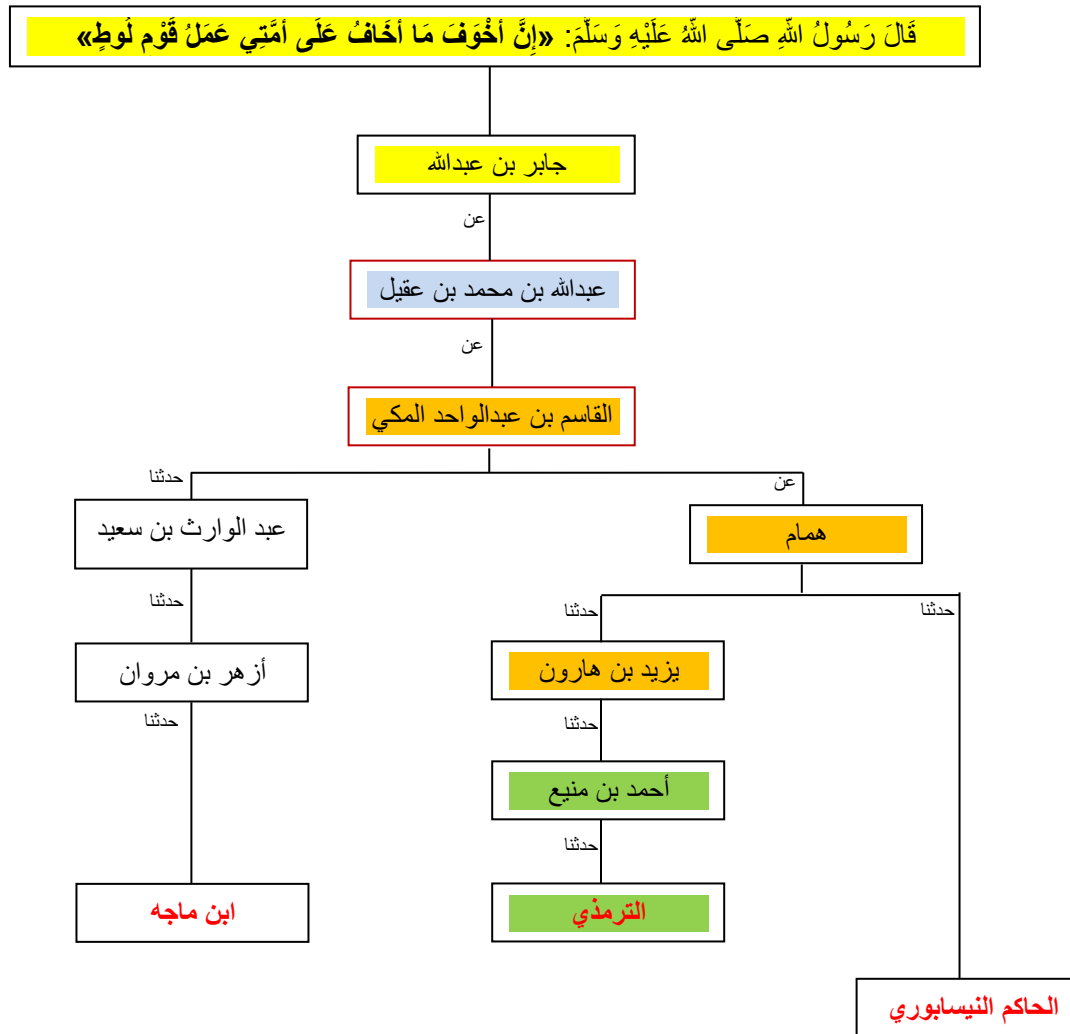 قَالَ رَسُولُ اللهِ صَلَّى اللهُ عَلَيْهِ وَسَلَّمَ: «إِنَّ أَخْوَفَ مَا أَخَافُ عَلَى أُمَّتِي عَمَلُ قَوْمِ لُوطٍ»
جابر بن عبدالله
عن
عبدالله بن محمد بن عقيل
عن
القاسم بن عبدالواحد المكي
عن
حدثنا
همام
عبد الوارث بن سعيد
حدثنا
حدثنا
حدثنا
يزيد بن هارون
أزهر بن مروان
حدثنا
حدثنا
أحمد بن منيع
حدثنا
الترمذي
ابن ماجه
الحاكم النيسابوري